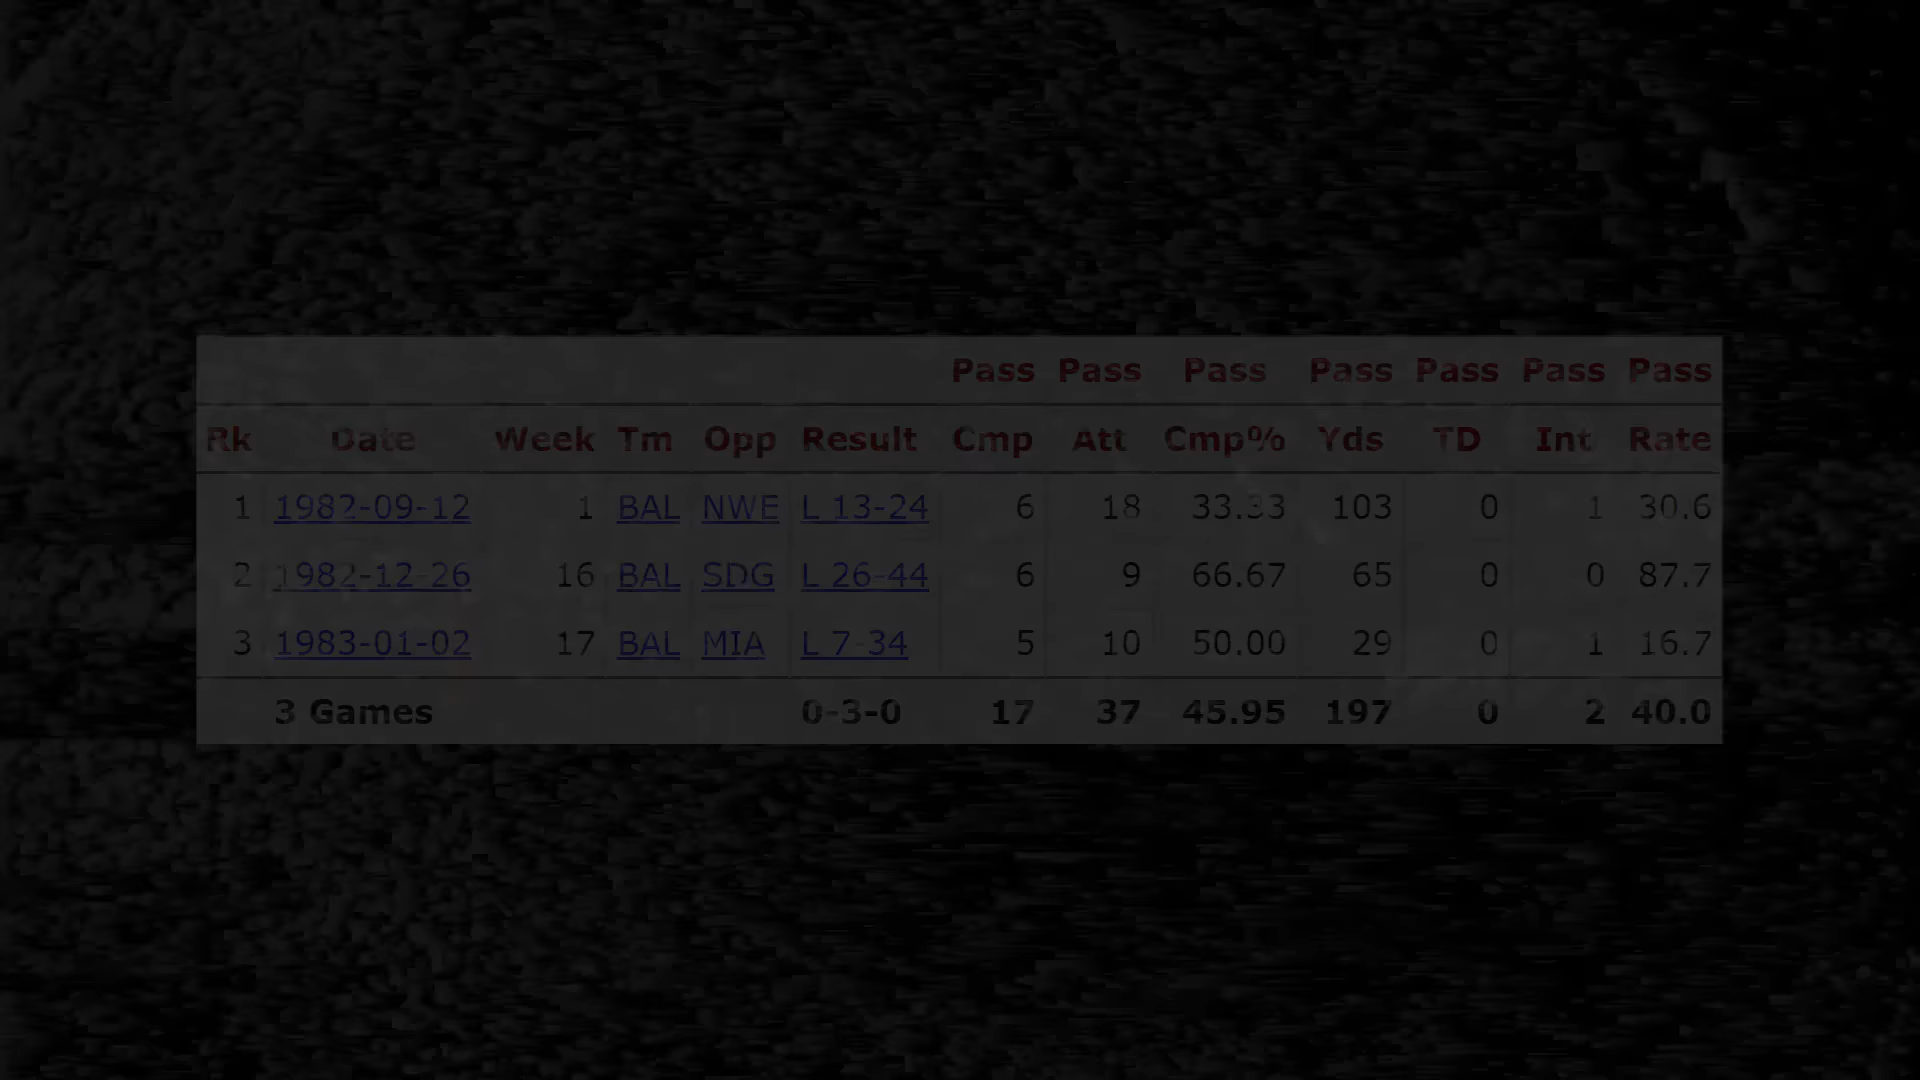 Pass Pass Pass Pass Pass Pass Pass
Rk Date Week Tm Opp Result Cmp Att Cmp% Yds TD Int Rate
1 1982-09-12 1 BAL NWE L 13-24 6 18 33.33 103 0 1 30.6
2 1982-12-26 16 BAL SDG L 26-44 6 9 66.67 65 0 0 87.7
3 1983-01-02 17 BAL MIA L 7-34 5 10 50.00 29 0 1 16.7
3 Games 0-3-0 17 37 45.95 197 0 2 40.0